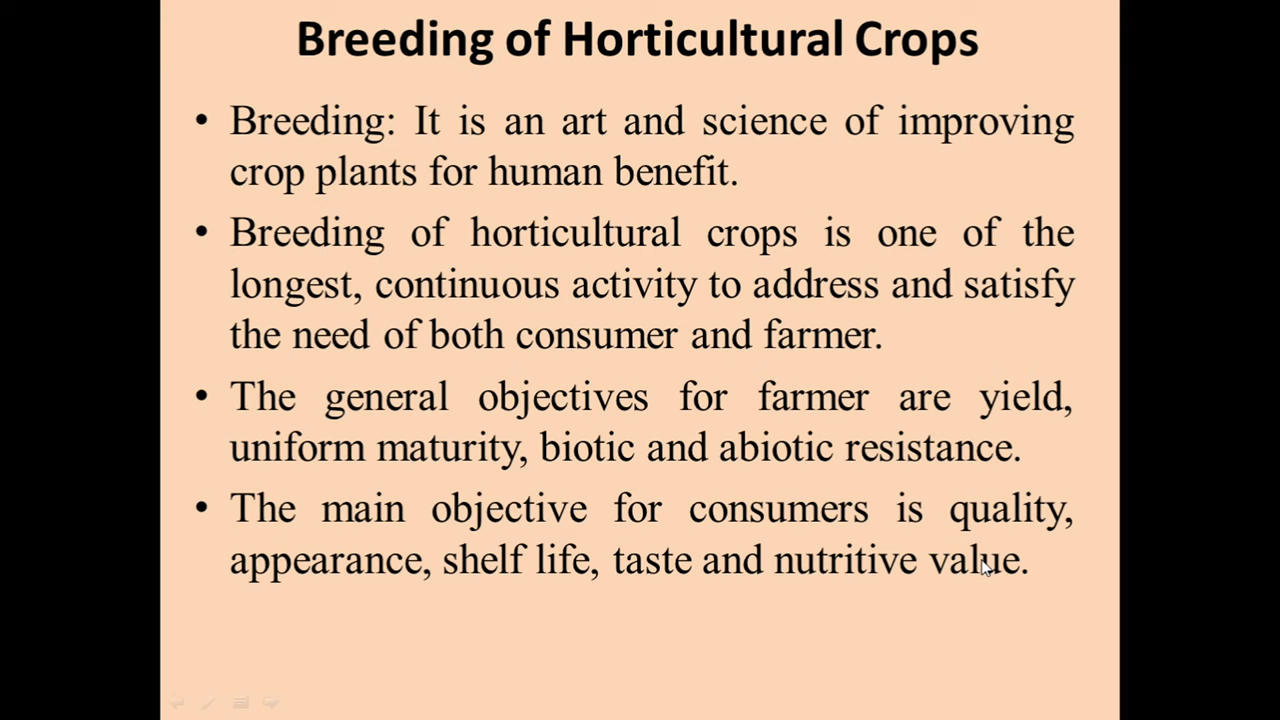 Breeding of Horticultural Crops
• Breeding: It is an art and science of improving
crop plants for human benefit.
• Breeding of horticultural crops is one of the
longest, continuous activity to address and satisfy
the need of both consumer and farmer.
• The general objectives for farmer are yield,
uniform maturity, biotic and abiotic resistance.
• The main objective for consumers is quality,
appearance, shelf life, taste and nutritive value.